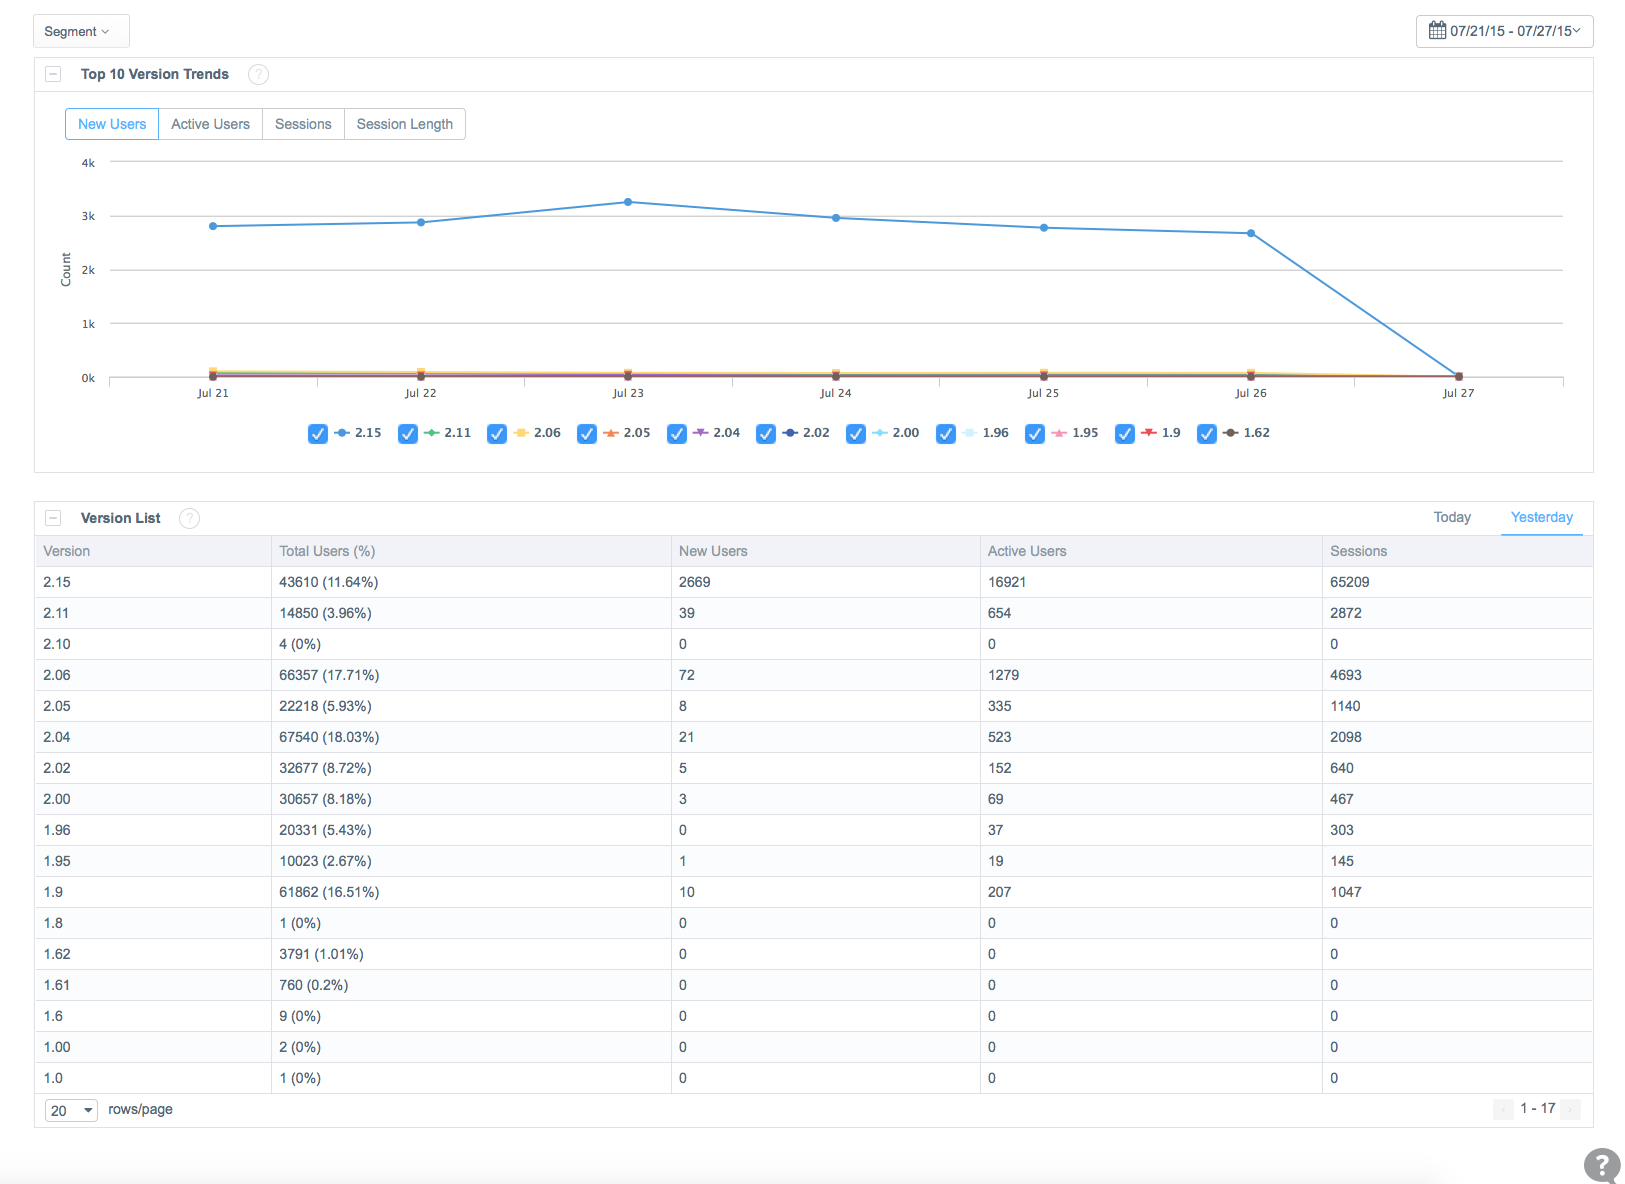 Segment
07/21/15 - 07/27/15
Top 10 Version Trends ?
New Users Active Users Sessions Session Length
4k
3k
2k
1k
0k
Count
Jul 21 Jul 22 Jul 23 Jul 24 Jul 25 Jul 26 Jul 27
2.15 2.11 2.06 2.05 2.04 2.02 2.00 1.96 1.95 1.9 1.62
Version List ? Today Yesterday
Version Total Users (%) New Users Active Users Sessions
2.15 43610 (11.64%) 2669 16921 65209
2.11 14850 (3.96%) 39 654 2872
2.10 4 (0%) 0 0 0
2.06 66357 (17.71%) 72 1279 4693
2.05 22218 (5.93%) 8 335 1140
2.04 67540 (18.03%) 21 523 2098
2.02 32677 (8.72%) 5 152 640
2.00 30657 (8.18%) 3 69 467
1.96 20331 (5.43%) 0 37 303
1.95 10023 (2.67%) 1 19 145
1.9 61862 (16.51%) 10 207 1047
1.8 1 (0%) 0 0 0
1.62 3791 (1.01%) 0 0 0
1.61 760 (0.2%) 0 0 0
1.6 9 (0%) 0 0 0
1.00 2 (0%) 0 0 0
1.0 1 (0%) 0 0 0
20 rows/page 1 - 17
?